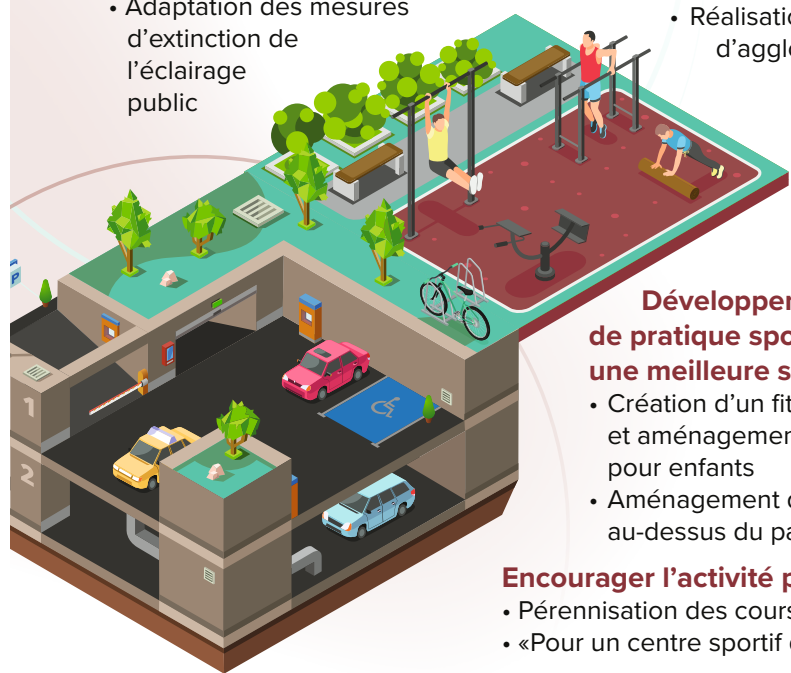 • Adaptation des mesures
d’extinction de
l’éclairage
public
• Réalisation
d’agglo
P
1
2
Développer
de pratique spo
une meilleure s
• Création d’un fit
et aménagemen
pour enfants
• Aménagement
au-dessus du pa
Encourager l’activité p
• Pérennisation des cours
• «Pour un centre sportif